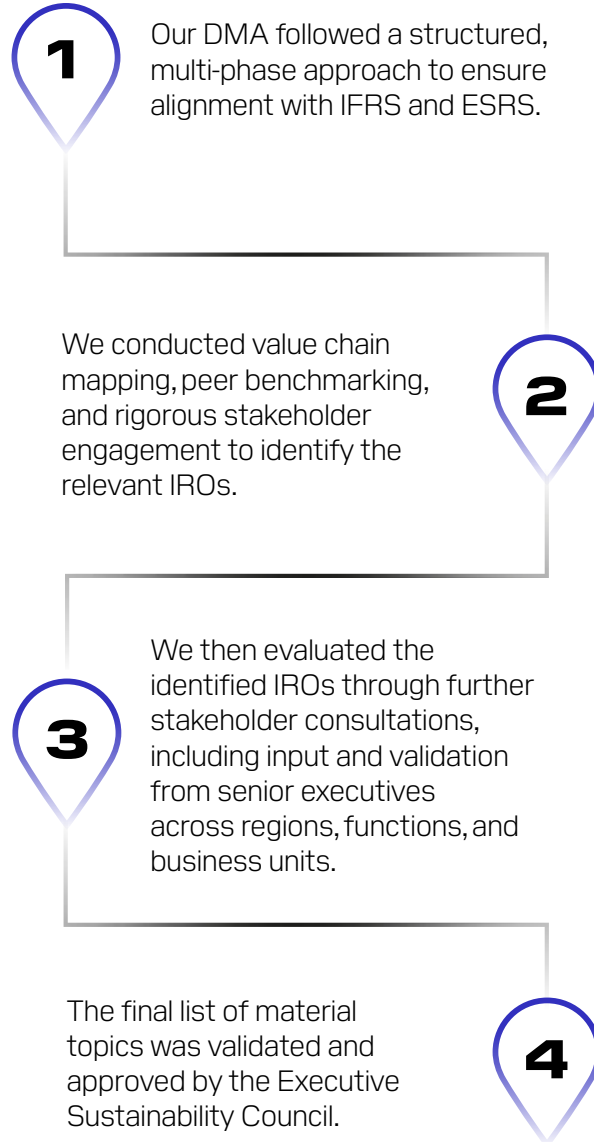 1
Our DMA followed a structured,
multi-phase approach to ensure
alignment with IFRS and ESRS.
We conducted value chain
mapping, peer benchmarking,
and rigorous stakeholder
engagement to identify the
relevant IROs.
2
3
We then evaluated the
identified IROs through further
stakeholder consultations,
including input and validation
from senior executives
across regions, functions, and
business units.
The final list of material
topics was validated and
approved by the Executive
Sustainability Council.
4